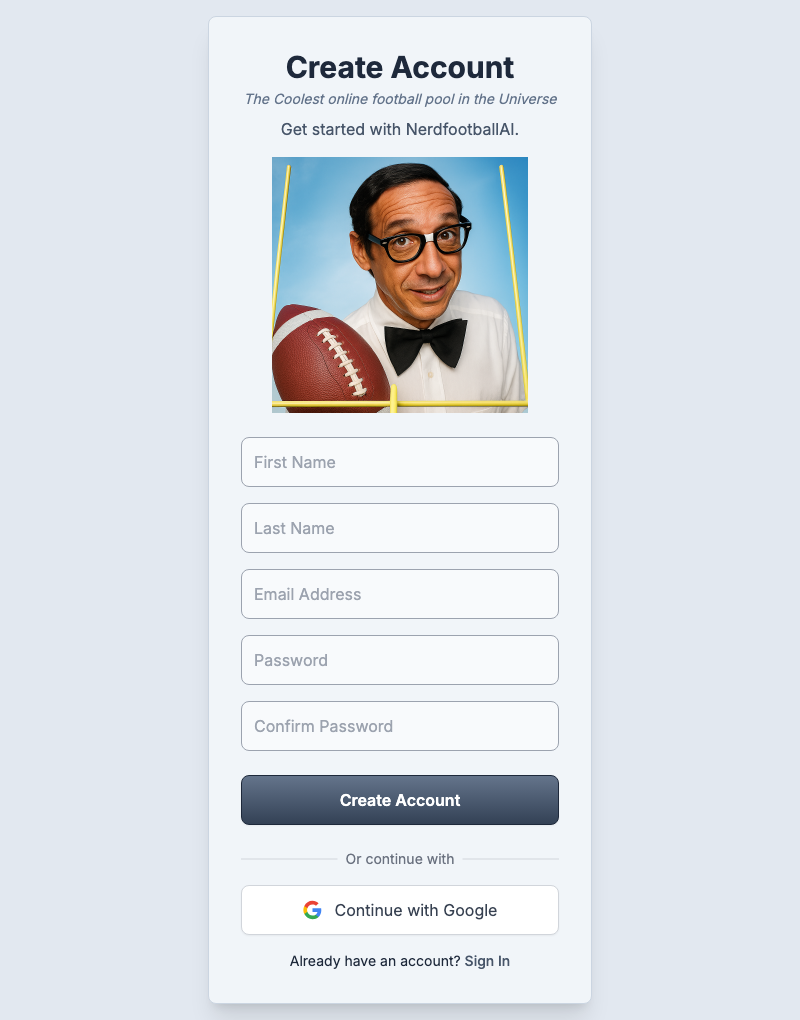 Create Account
The Coolest online football pool in the Universe
Get started with NerdfootballAI.
First Name
Last Name
Email Address
Password
Confirm Password
Create Account
Or continue with
Continue with Google
Already have an account? Sign In